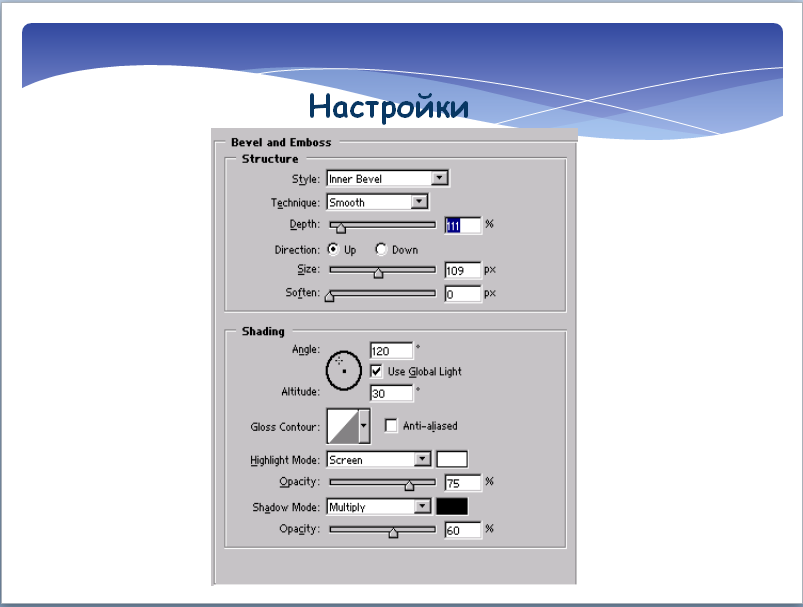 Настройки
Bevel and Emboss
Structure
Style: Inner Bevel
Technique: Smooth
Depth: 111 %
Direction: Up Down
Size: 109 px
Soften: 0 px
Shading
Angle: 120 °
Use Global Light
Altitude: 30 °
Gloss Contour: Anti-aliased
Highlight Mode: Screen
Opacity: 75 %
Shadow Mode: Multiply
Opacity: 60 %